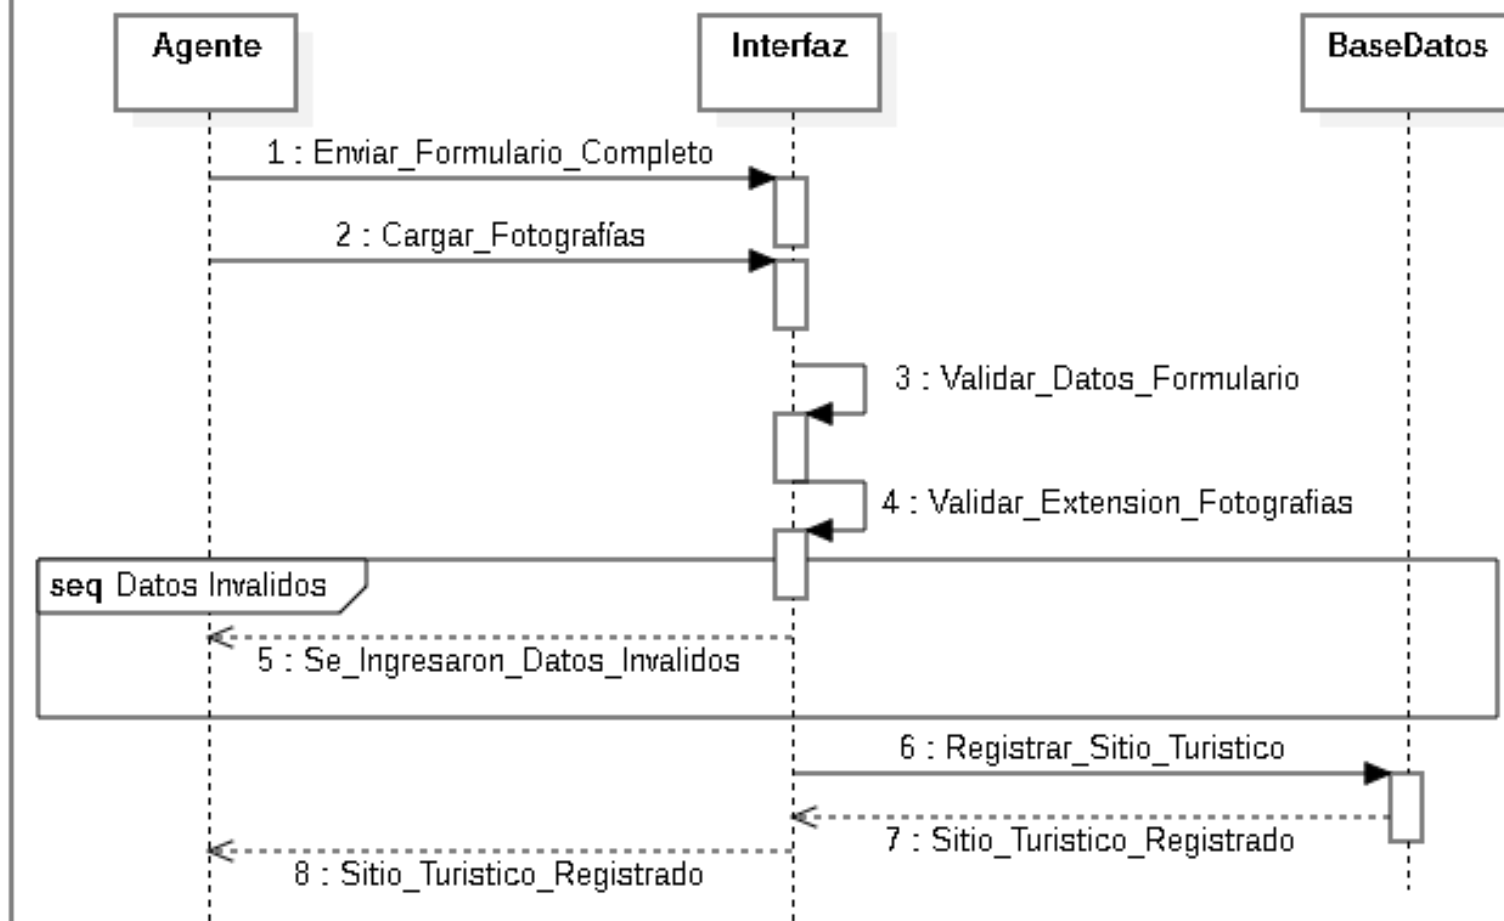 Agente
Interfaz
BaseDatos
1 : Enviar_Formulario_Completo
2 : Cargar_Fotografías
3 : Validar_Datos_Formulario
4 : Validar_Extension_Fotografias
seq Datos Invalidos
5 : Se_Ingresaron_Datos_Invalidos
6 : Registrar_Sitio_Turistico
7 : Sitio_Turistico_Registrado
8 : Sitio_Turistico_Registrado